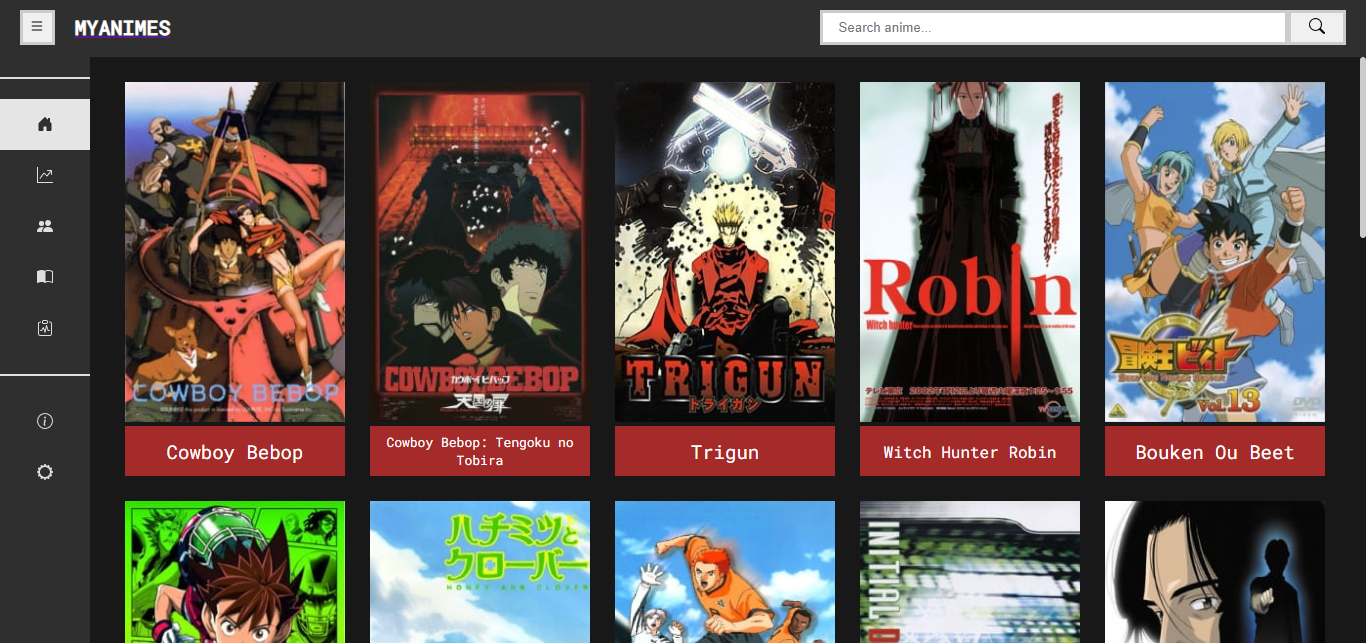 MYANIMES
Search anime...
COWBOY BEBOP
カウボーイビバップ
COWBOY BEBOP
天国の扉
TRIGUN
トライガン
Robin
Witch hunter
冒険王ビィト
Vol.13
DVD
VIDEO
Cowboy Bebop
Cowboy Bebop: Tengoku no
Tobira
Trigun
Witch Hunter Robin
Bouken Ou Beet
ハチミツと
クローバー
HONEY AND CLOVER
INITIAL D